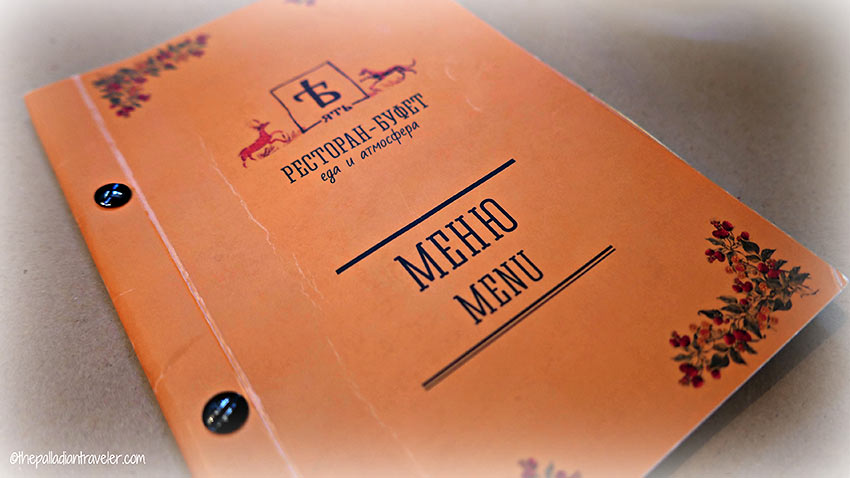 Ѣ
ЯТЬ
РЕСТОРАН-БУФЕТ
еда и атмосфера
МЕНЮ
MENU
©thepalladiantraveler.com